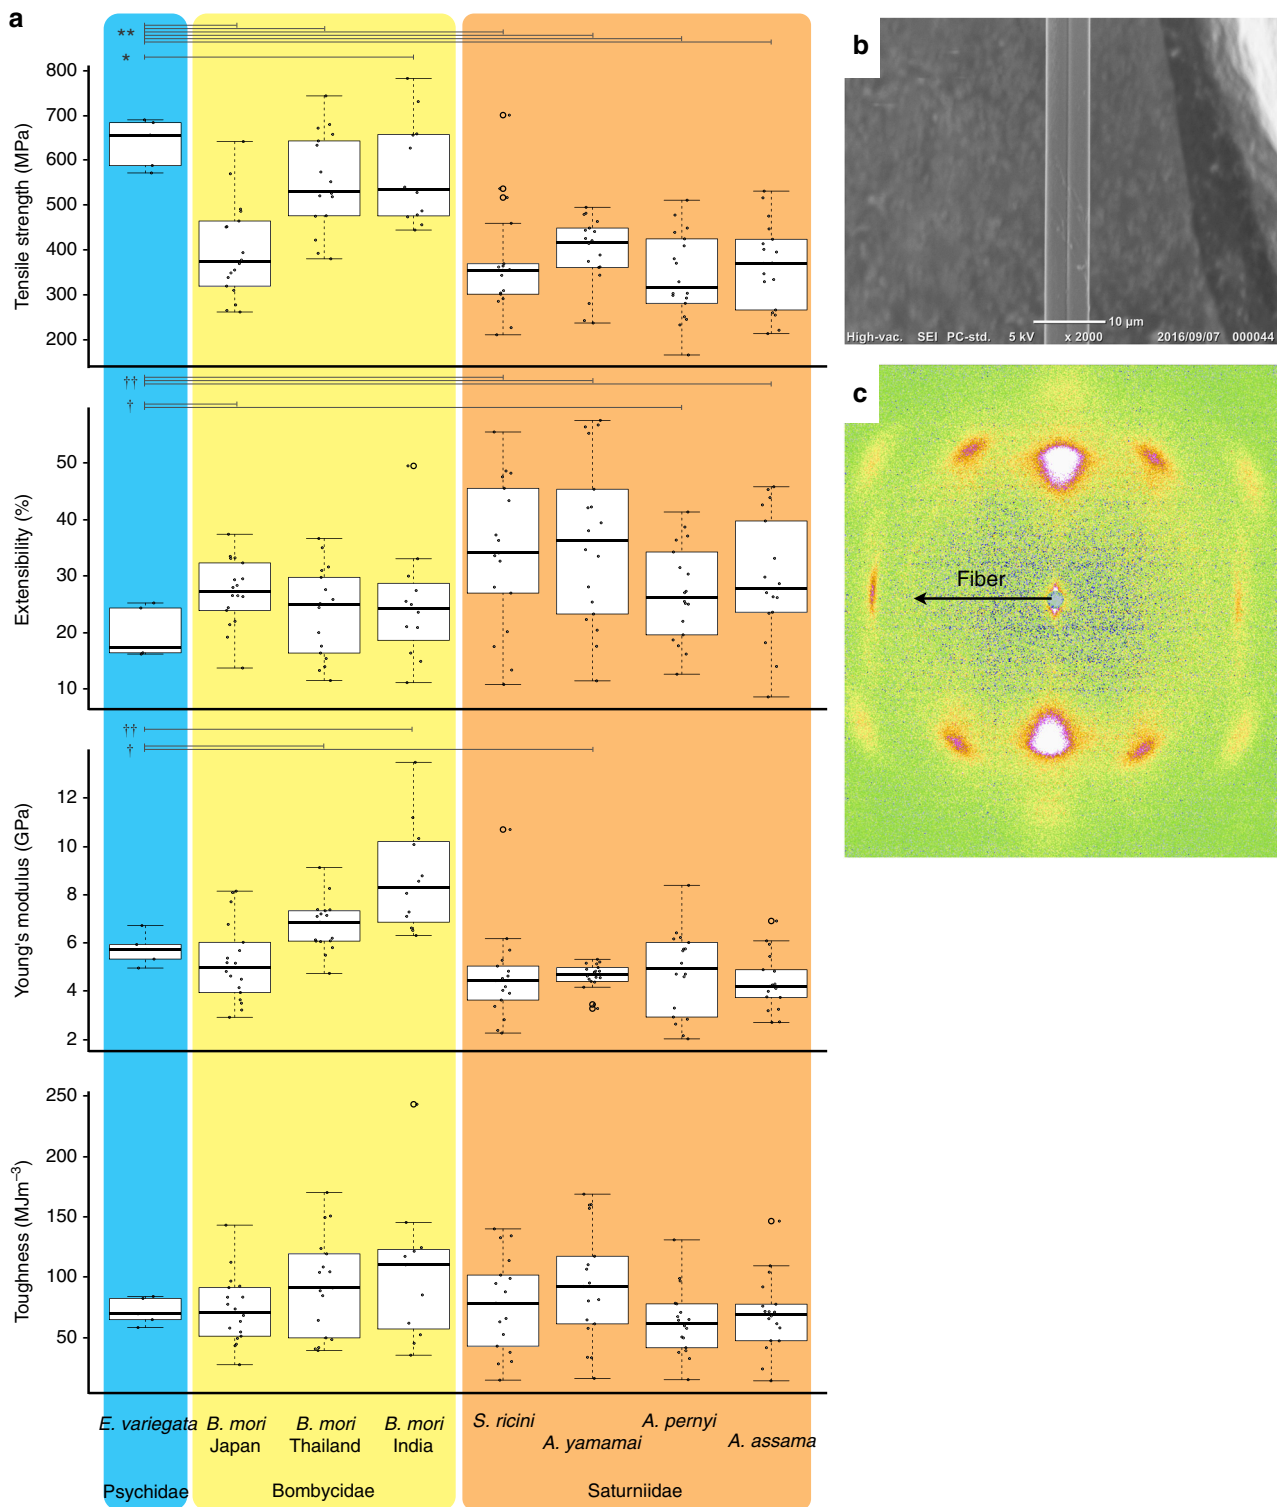 a
**
*
800
700
600
500
400
300
200
Tensile strength (MPa)
††
†
50
40
30
20
10
Extensibility (%)
††
†
12
10
8
6
4
2
Young's modulus (GPa)
250
200
150
100
50
Toughness (MJm⁻³)
E. variegata
B. mori
Japan
B. mori
Thailand
B. mori
India
S. ricini
A. yamamai
A. pernyi
A. assama
Psychidae
Bombycidae
Saturniidae
b
10 µm
High-vac. SEI PC-std. 5 kV x 2000 2016/09/07 000044
c
Fiber